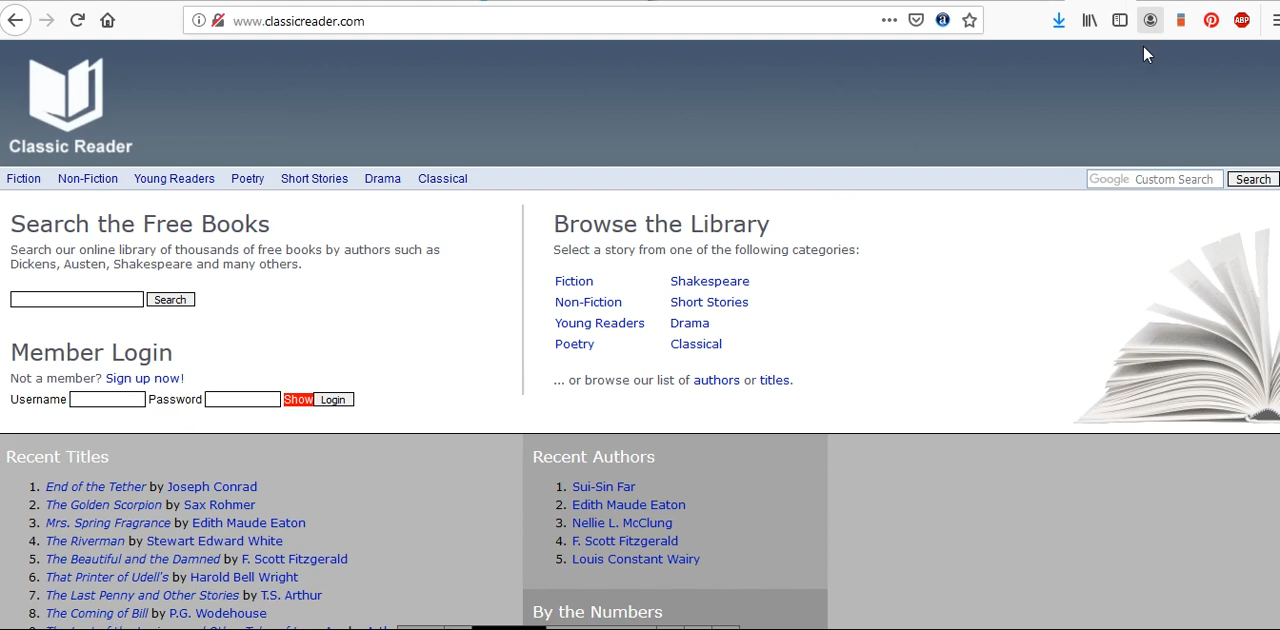 www.classicreader.com
ABP
Classic Reader
Fiction Non-Fiction Young Readers Poetry Short Stories Drama Classical
Google Custom Search Search
Search the Free Books
Search our online library of thousands of free books by authors such as
Dickens, Austen, Shakespeare and many others.
Search
Member Login
Not a member? Sign up now!
Username Password Show Login
Browse the Library
Select a story from one of the following categories:
Fiction Shakespeare
Non-Fiction Short Stories
Young Readers Drama
Poetry Classical
... or browse our list of authors or titles.
Recent Titles
1. End of the Tether by Joseph Conrad
2. The Golden Scorpion by Sax Rohmer
3. Mrs. Spring Fragrance by Edith Maude Eaton
4. The Riverman by Stewart Edward White
5. The Beautiful and the Damned by F. Scott Fitzgerald
6. That Printer of Udell's by Harold Bell Wright
7. The Last Penny and Other Stories by T.S. Arthur
8. The Coming of Bill by P.G. Wodehouse
Recent Authors
1. Sui-Sin Far
2. Edith Maude Eaton
3. Nellie L. McClung
4. F. Scott Fitzgerald
5. Louis Constant Wairy
By the Numbers